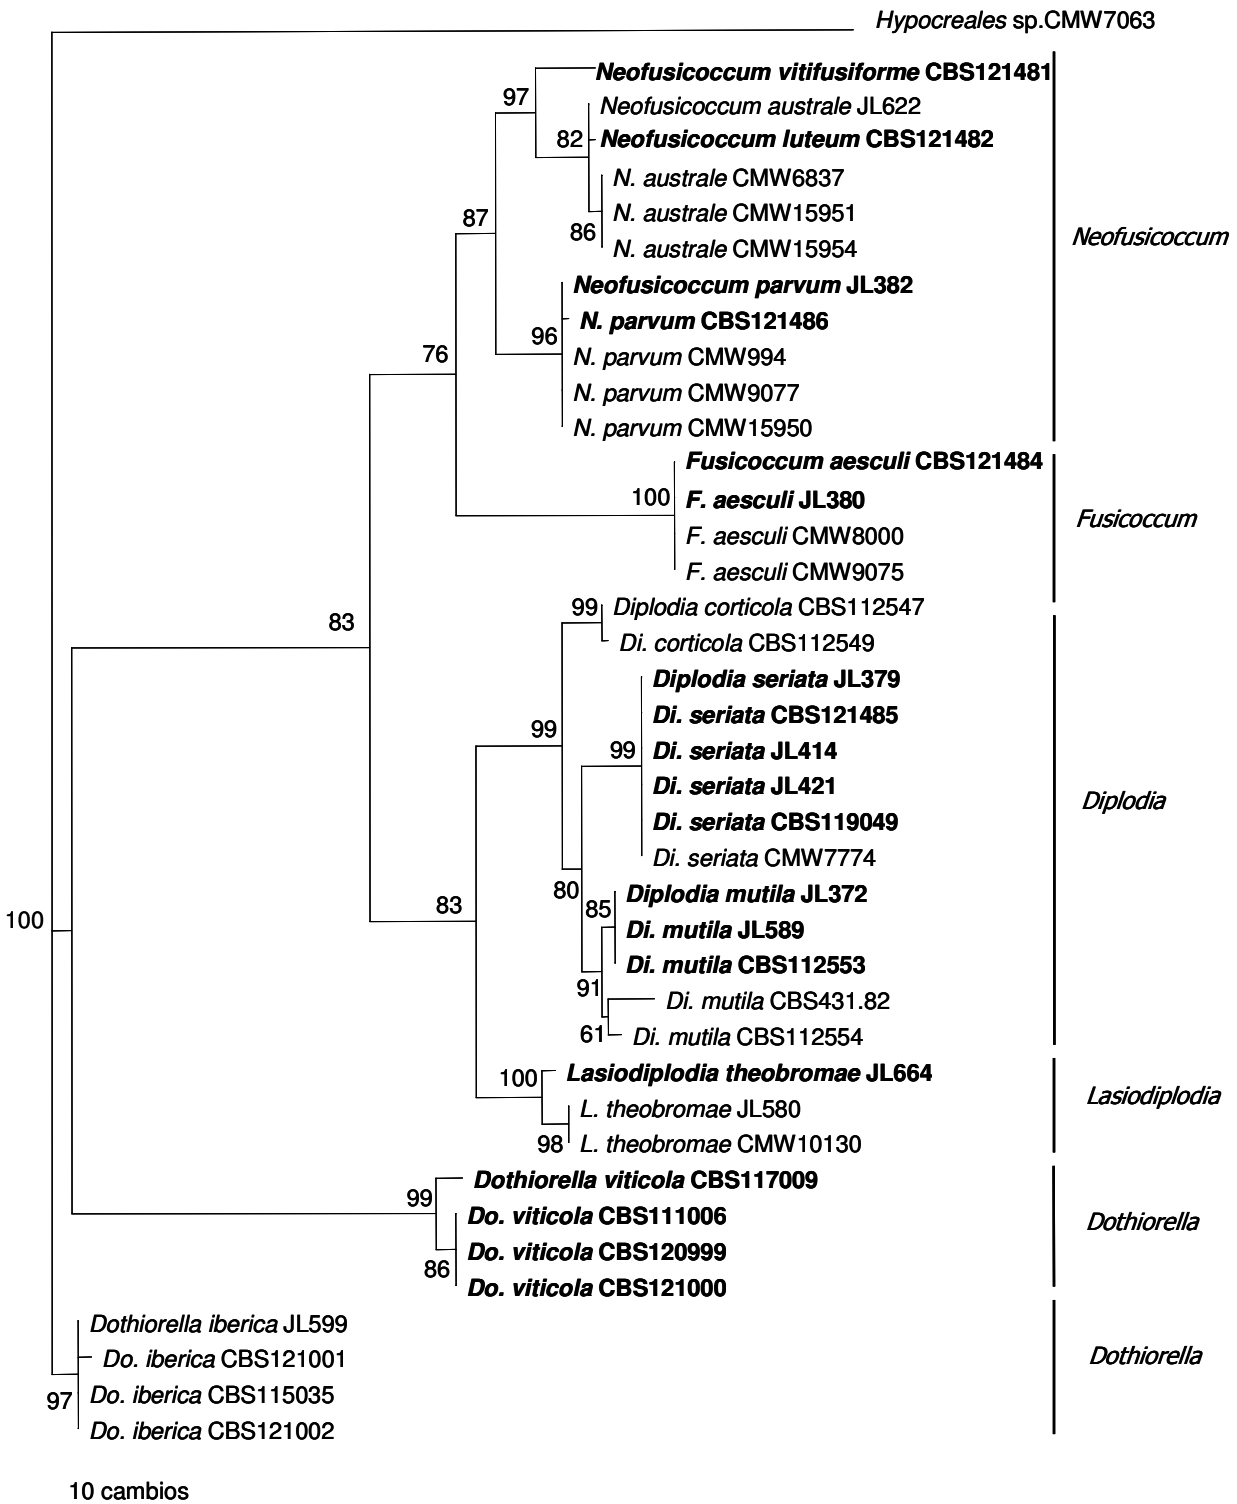 Hypocreales sp.CMW7063
Neofusicoccum vitifusiforme CBS121481
97
Neofusicoccum australe JL622
82
Neofusicoccum luteum CBS121482
N. australe CMW6837
N. australe CMW15951
87
86
N. australe CMW15954
Neofusicoccum
Neofusicoccum parvum JL382
N. parvum CBS121486
96
N. parvum CMW994
76
N. parvum CMW9077
N. parvum CMW15950
Fusicoccum aesculi CBS121484
100
F. aesculi JL380
Fusicoccum
F. aesculi CMW8000
F. aesculi CMW9075
99
Diplodia corticola CBS112547
83
Di. corticola CBS112549
Diplodia seriata JL379
Di. seriata CBS121485
99
99
Di. seriata JL414
Di. seriata JL421
Diplodia
Di. seriata CBS119049
Di. seriata CMW7774
80
Diplodia mutila JL372
83
85
100
Di. mutila JL589
Di. mutila CBS112553
91
Di. mutila CBS431.82
61
Di. mutila CBS112554
100
Lasiodiplodia theobromae JL664
Lasiodiplodia
L. theobromae JL580
98
L. theobromae CMW10130
Dothiorella viticola CBS117009
99
Do. viticola CBS111006
Dothiorella
Do. viticola CBS120999
86
Do. viticola CBS121000
Dothiorella iberica JL599
Do. iberica CBS121001
Dothiorella
97
Do. iberica CBS115035
Do. iberica CBS121002
10 cambios